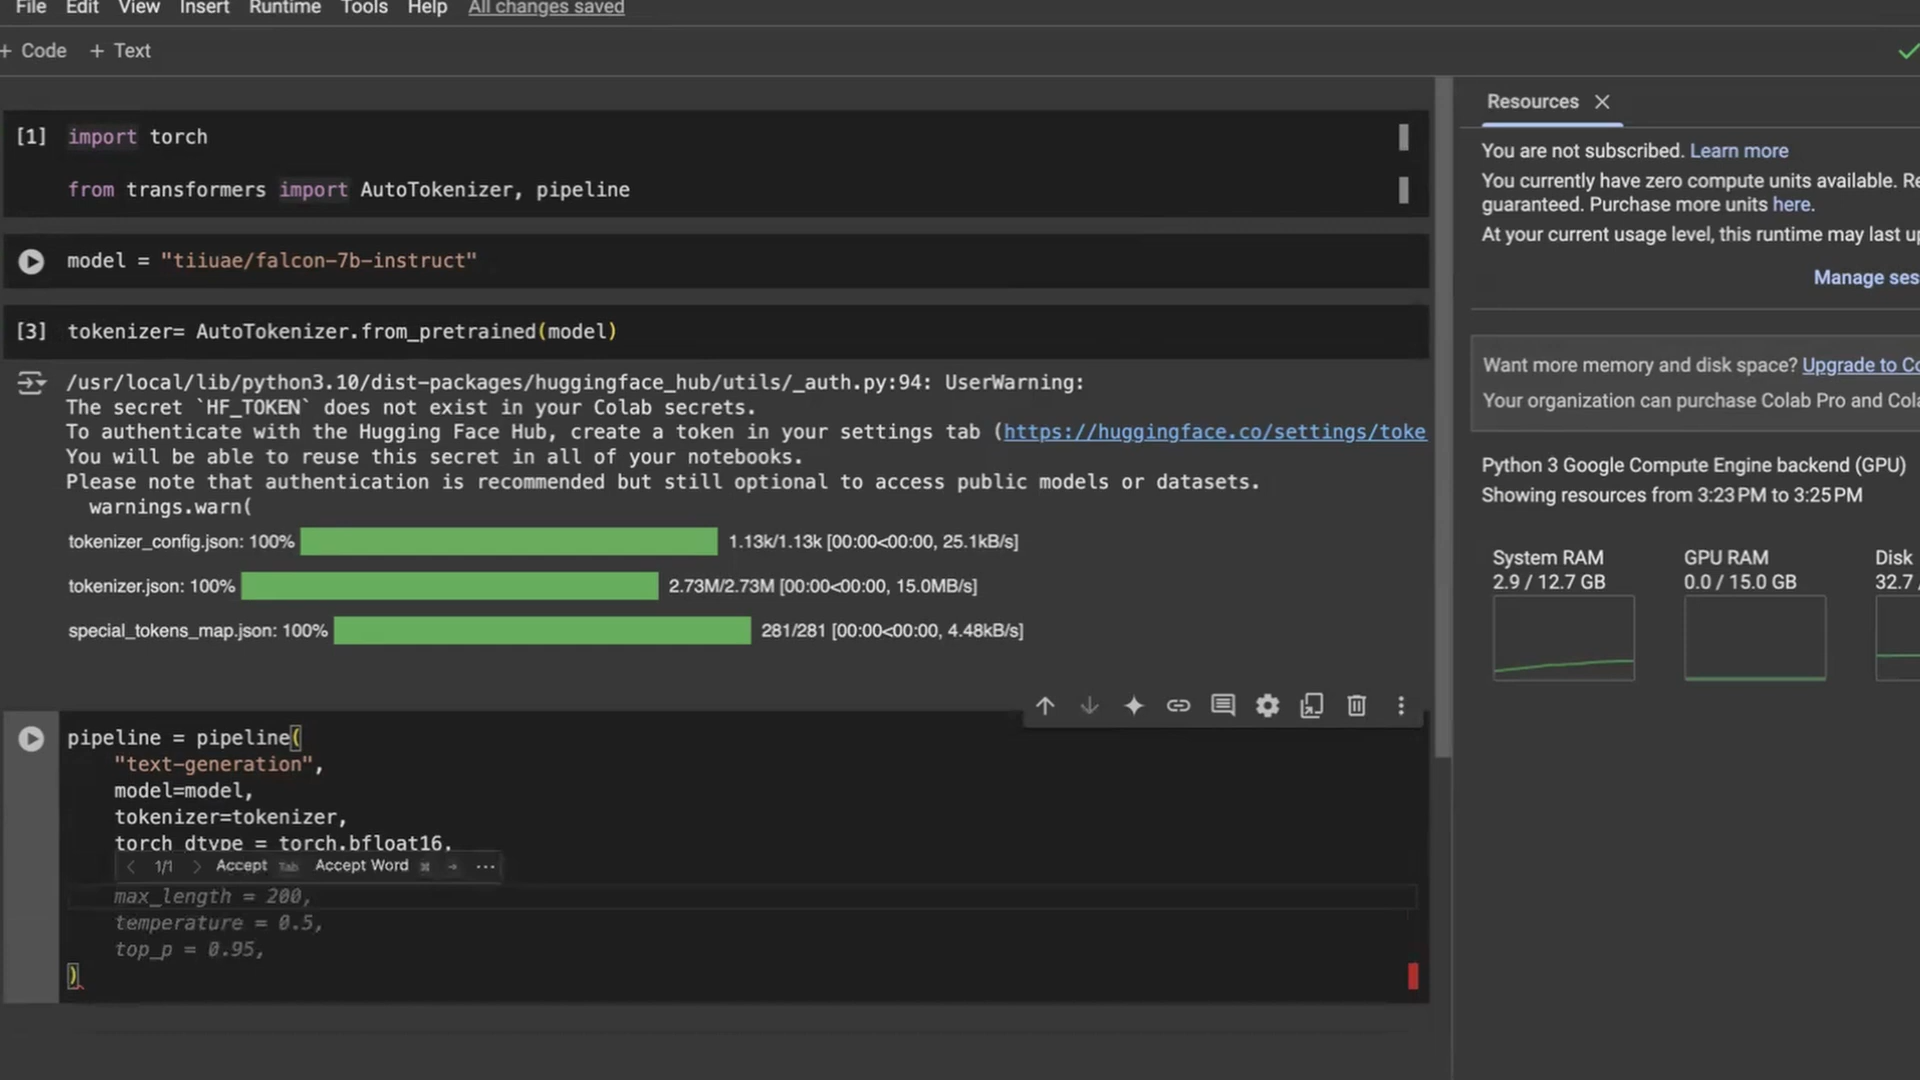 File Edit View Insert Runtime Tools Help All changes saved
+ Code + Text
Resources
[1] import torch
from transformers import AutoTokenizer, pipeline
model = "tiiuae/falcon-7b-instruct"
[3] tokenizer= AutoTokenizer.from_pretrained(model)
/usr/local/lib/python3.10/dist-packages/huggingface_hub/utils/_auth.py:94: UserWarning:
The secret `HF_TOKEN` does not exist in your Colab secrets.
To authenticate with the Hugging Face Hub, create a token in your settings tab (https://huggingface.co/settings/toke
You will be able to reuse this secret in all of your notebooks.
Please note that authentication is recommended but still optional to access public models or datasets.
warnings.warn(
tokenizer_config.json: 100% 1.13k/1.13k [00:00<00:00, 25.1kB/s]
tokenizer.json: 100% 2.73M/2.73M [00:00<00:00, 15.0MB/s]
special_tokens_map.json: 100% 281/281 [00:00<00:00, 4.48kB/s]
pipeline = pipeline(
"text-generation",
model=model,
tokenizer=tokenizer,
torch_dtype = torch.bfloat16,
1/1 Accept Tab Accept Word ⌘ → ...
max_length = 200,
temperature = 0.5,
top_p = 0.95,
)
You are not subscribed. Learn more
You currently have zero compute units available. Re
guaranteed. Purchase more units here.
At your current usage level, this runtime may last up
Manage ses
Want more memory and disk space? Upgrade to Co
Your organization can purchase Colab Pro and Cola
Python 3 Google Compute Engine backend (GPU)
Showing resources from 3:23 PM to 3:25 PM
System RAM GPU RAM Disk
2.9 / 12.7 GB 0.0 / 15.0 GB 32.7 /